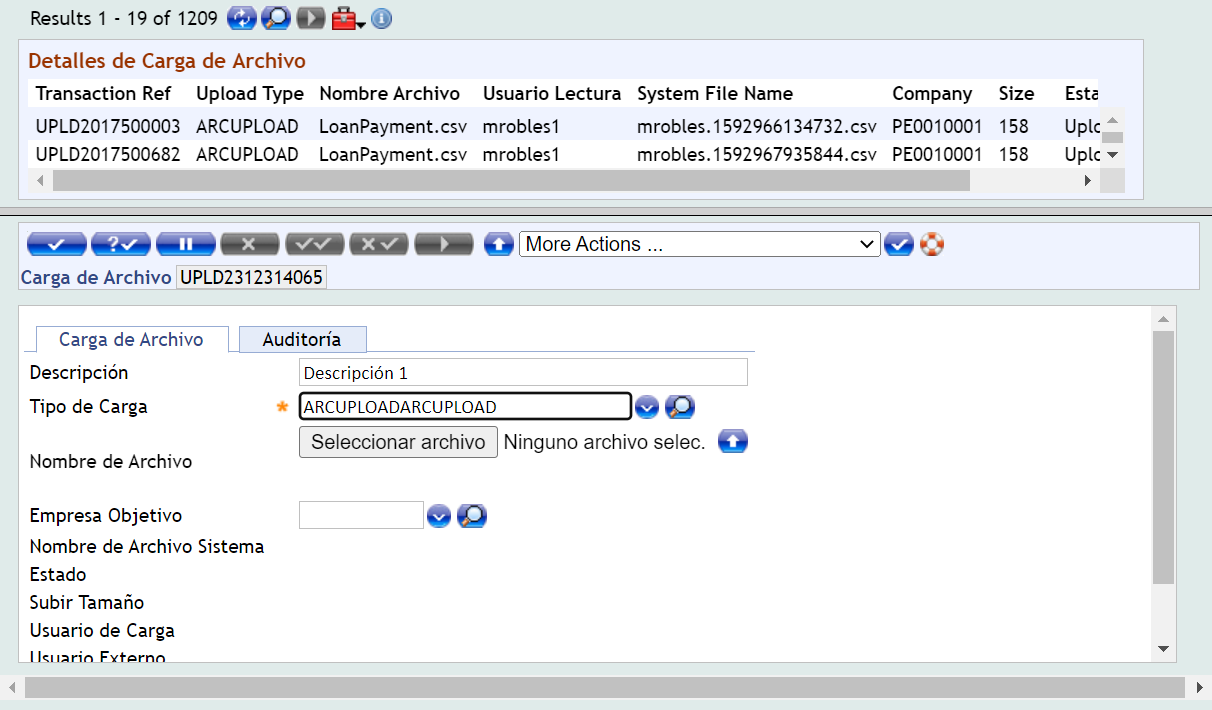 Results 1 - 19 of 1209
Detalles de Carga de Archivo
Transaction Ref Upload Type Nombre Archivo Usuario Lectura System File Name Company Size Esta
UPLD2017500003 ARCUPLOAD LoanPayment.csv mrobles1 mrobles.1592966134732.csv PE0010001 158 Uplo
UPLD2017500682 ARCUPLOAD LoanPayment.csv mrobles1 mrobles.1592967935844.csv PE0010001 158 Uplo
More Actions ...
Carga de Archivo UPLD2312314065
Carga de Archivo Auditoría
Descripción Descripción 1
Tipo de Carga * ARCUPLOADARCUPLOAD
Seleccionar archivo Ninguno archivo selec.
Nombre de Archivo
Empresa Objetivo
Nombre de Archivo Sistema
Estado
Subir Tamaño
Usuario de Carga
Usuario Externo